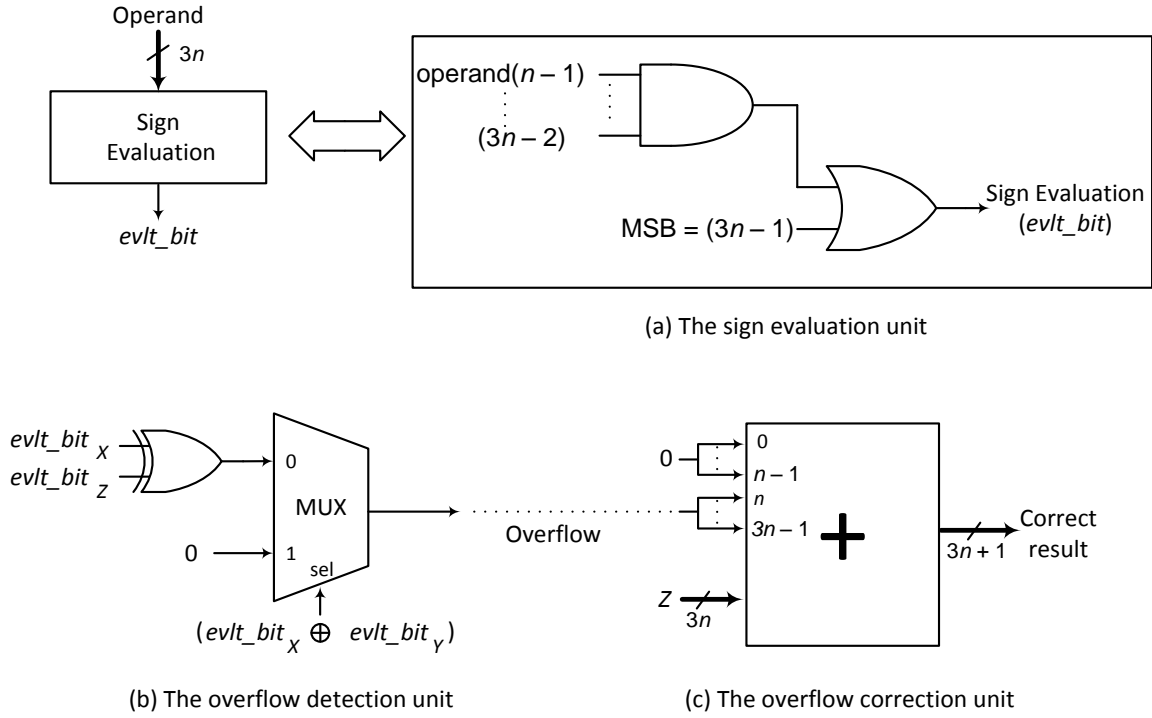 Operand
3n
Sign
Evaluation
evlt_bit
operand(n – 1)
(3n – 2)
MSB = (3n – 1)
Sign Evaluation
(evlt_bit)
(a) The sign evaluation unit
evlt_bit X
evlt_bit Z
0
0
1
MUX
sel
(evlt_bit X ⊕ evlt_bit Y)
Overflow
(b) The overflow detection unit
0
0
n – 1
n
3n – 1
Z
3n
+
3n + 1
Correct
result
(c) The overflow correction unit